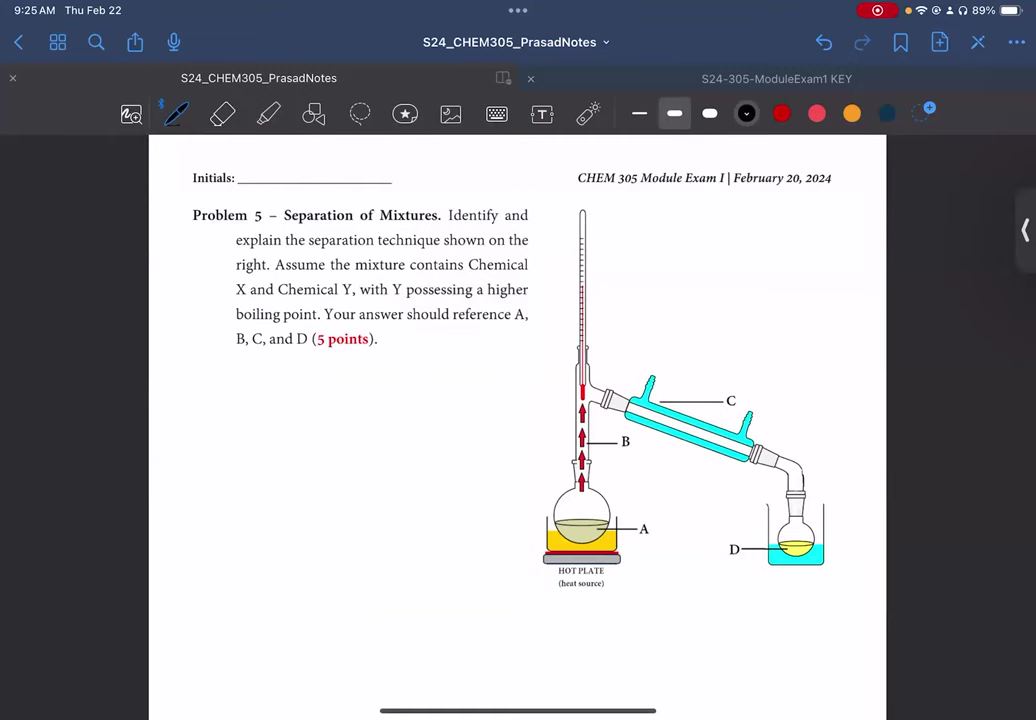 9:25 AM Thu Feb 22
89%
S24_CHEM305_PrasadNotes
S24_CHEM305_PrasadNotes
S24-305-ModuleExam1 KEY
T
Initials: ____________________
CHEM 305 Module Exam I | February 20, 2024
Problem 5 – Separation of Mixtures. Identify and
explain the separation technique shown on the
right. Assume the mixture contains Chemical
X and Chemical Y, with Y possessing a higher
boiling point. Your answer should reference A,
B, C, and D (5 points).
C
B
A
D
HOT PLATE
(heat source)